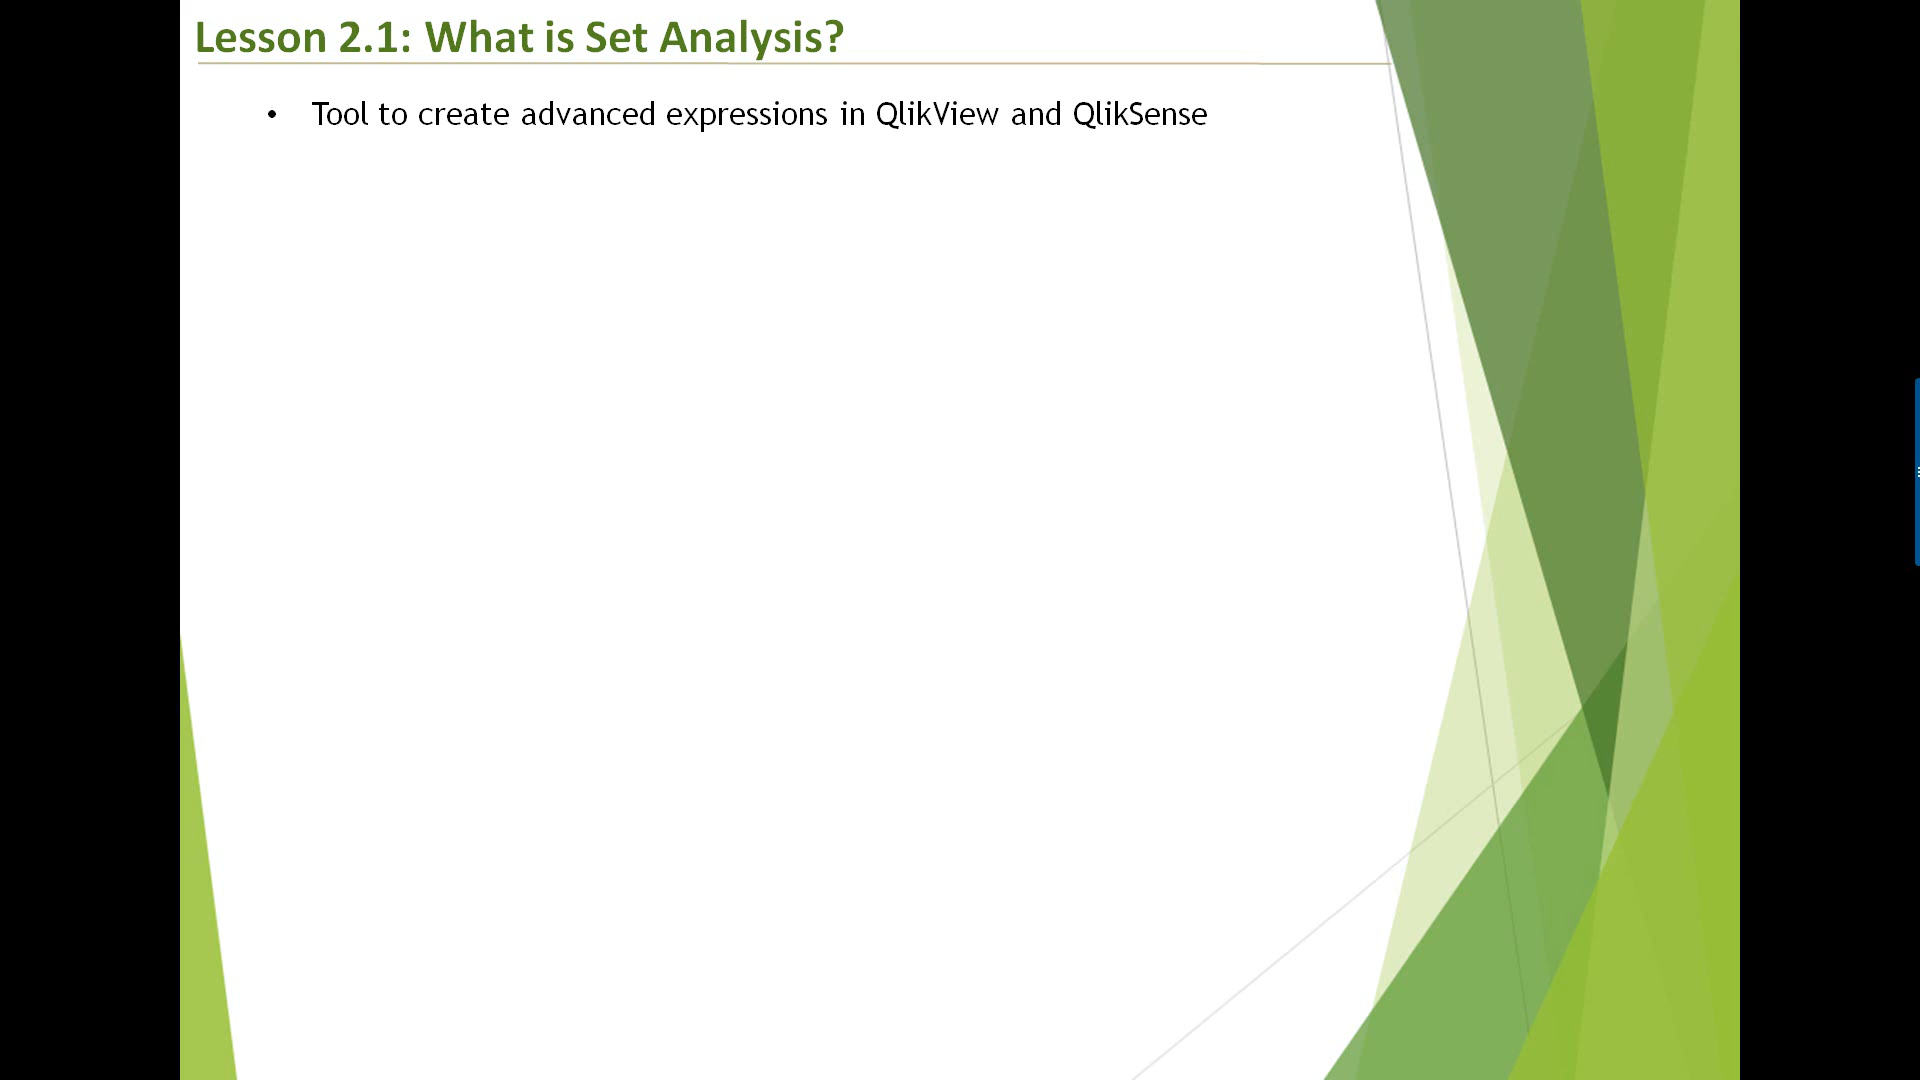 Lesson 2.1: What is Set Analysis?
• Tool to create advanced expressions in QlikView and QlikSense